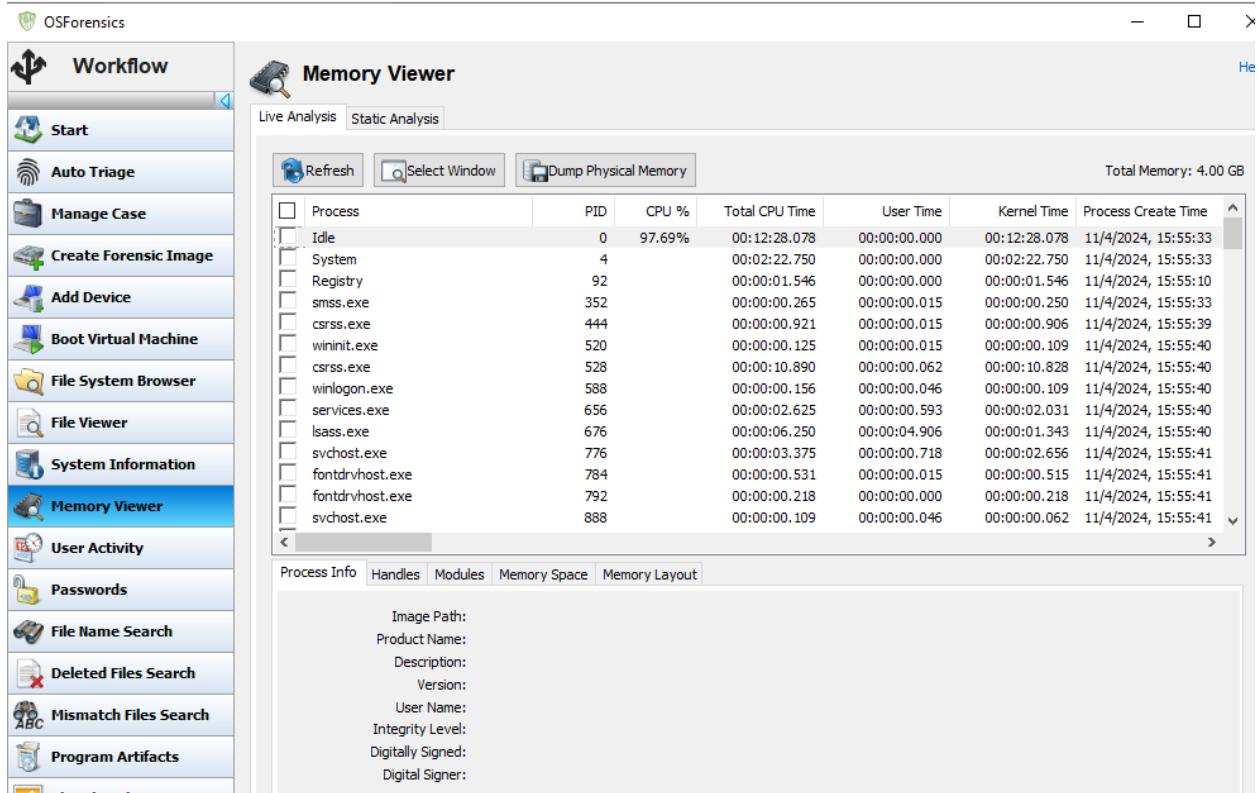 OSForensics
Workflow
Start
Auto Triage
Manage Case
Create Forensic Image
Add Device
Boot Virtual Machine
File System Browser
File Viewer
System Information
Memory Viewer
User Activity
Passwords
File Name Search
Deleted Files Search
ABC Mismatch Files Search
Program Artifacts
Memory Viewer
He
Live Analysis Static Analysis
Refresh Select Window Dump Physical Memory Total Memory: 4.00 GB
Process PID CPU % Total CPU Time User Time Kernel Time Process Create Time
Idle 0 97.69% 00:12:28.078 00:00:00.000 00:12:28.078 11/4/2024, 15:55:33
System 4 00:02:22.750 00:00:00.000 00:02:22.750 11/4/2024, 15:55:33
Registry 92 00:00:01.546 00:00:00.000 00:00:01.546 11/4/2024, 15:55:10
smss.exe 352 00:00:00.265 00:00:00.015 00:00:00.250 11/4/2024, 15:55:33
csrss.exe 444 00:00:00.921 00:00:00.015 00:00:00.906 11/4/2024, 15:55:39
wininit.exe 520 00:00:00.125 00:00:00.015 00:00:00.109 11/4/2024, 15:55:40
csrss.exe 528 00:00:10.890 00:00:00.062 00:00:10.828 11/4/2024, 15:55:40
winlogon.exe 588 00:00:00.156 00:00:00.046 00:00:00.109 11/4/2024, 15:55:40
services.exe 656 00:00:02.625 00:00:00.593 00:00:02.031 11/4/2024, 15:55:40
lsass.exe 676 00:00:06.250 00:00:04.906 00:00:01.343 11/4/2024, 15:55:40
svchost.exe 776 00:00:03.375 00:00:00.718 00:00:02.656 11/4/2024, 15:55:41
fontdrvhost.exe 784 00:00:00.531 00:00:00.015 00:00:00.515 11/4/2024, 15:55:41
fontdrvhost.exe 792 00:00:00.218 00:00:00.000 00:00:00.218 11/4/2024, 15:55:41
svchost.exe 888 00:00:00.109 00:00:00.046 00:00:00.062 11/4/2024, 15:55:41
Process Info Handles Modules Memory Space Memory Layout
Image Path:
Product Name:
Description:
Version:
User Name:
Integrity Level:
Digitally Signed:
Digital Signer: